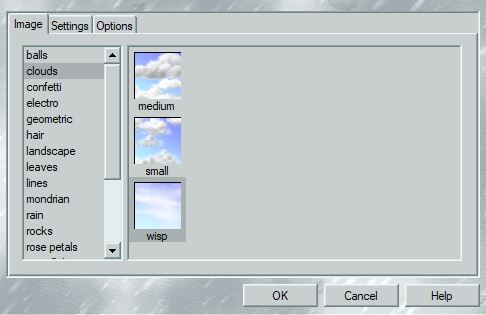 Image Settings Options
balls
clouds
confetti
electro
geometric
hair
landscape
leaves
lines
mondrian
rain
rocks
rose petals
medium
small
wisp
OK Cancel Help